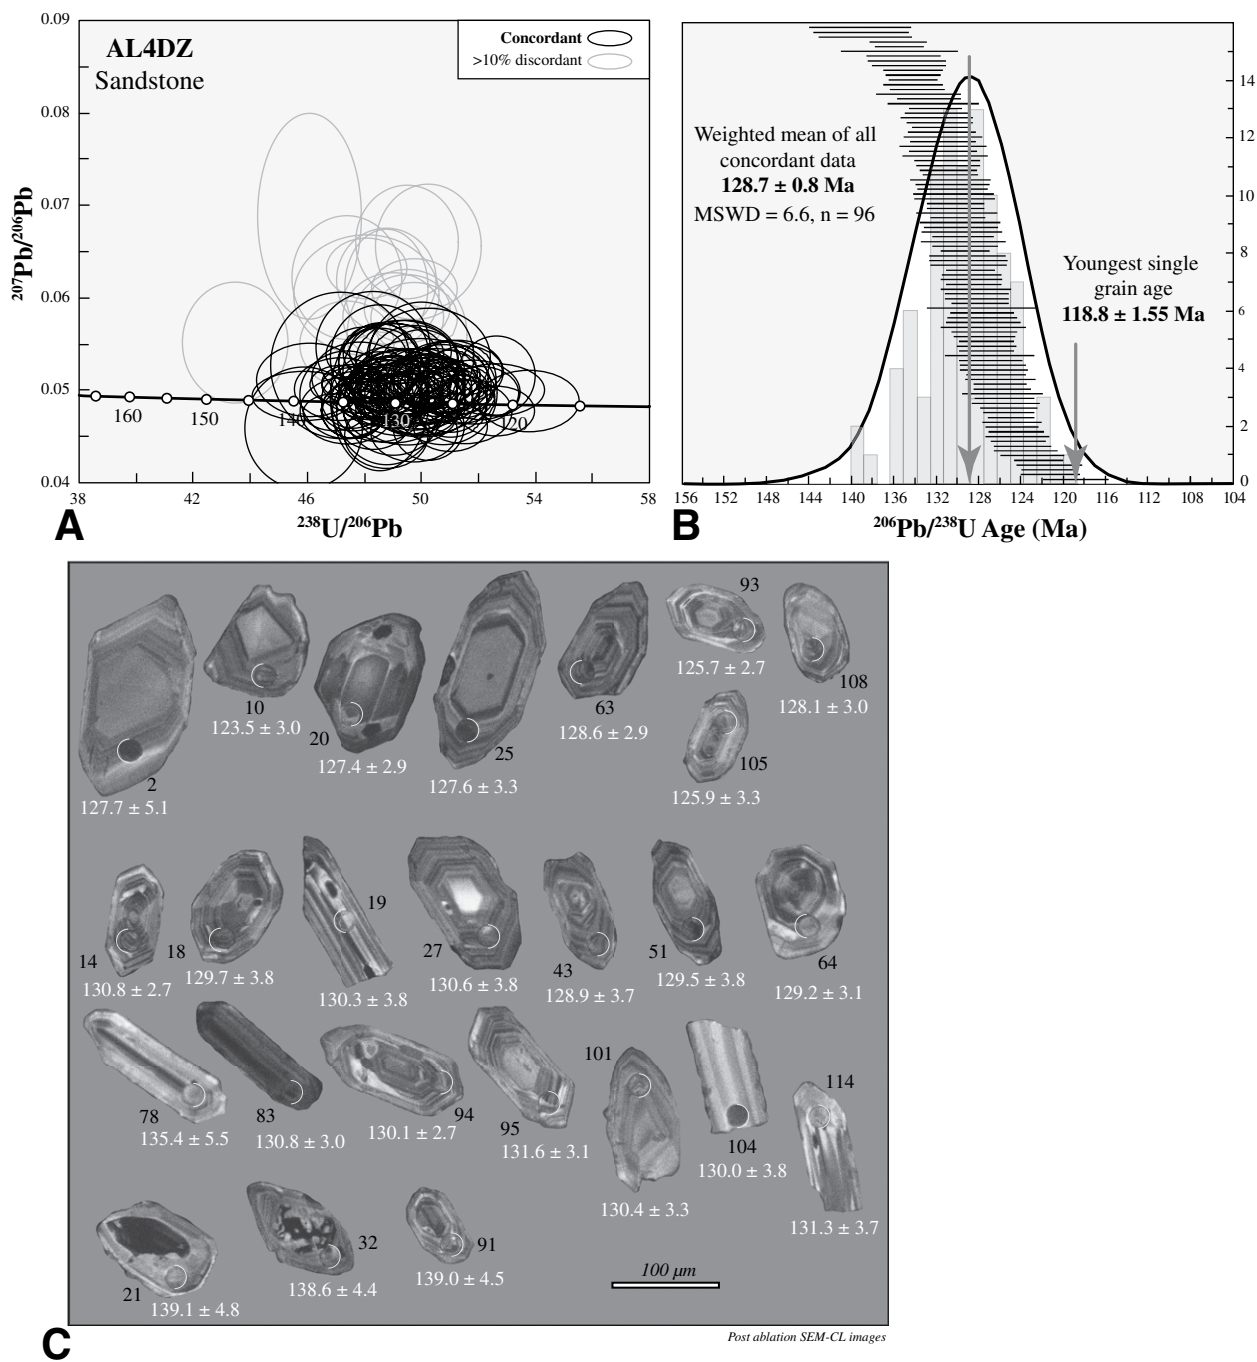 AL4DZ
Sandstone
Concordant
>10% discordant
0.09
0.08
0.07
0.06
0.05
0.04
207Pb/206Pb
160
150
140
130
120
38
42
46
50
54
58
238U/206Pb
A
Weighted mean of all
concordant data
128.7 ± 0.8 Ma
MSWD = 6.6, n = 96
Youngest single
grain age
118.8 ± 1.55 Ma
14
12
10
8
6
4
2
0
156 152 148 144 140 136 132 128 124 120 116 112 108 104
206Pb/238U Age (Ma)
B
2
127.7 ± 5.1
10
123.5 ± 3.0
20
127.4 ± 2.9
25
127.6 ± 3.3
63
128.6 ± 2.9
93
125.7 ± 2.7
105
125.9 ± 3.3
108
128.1 ± 3.0
14
130.8 ± 2.7
18
129.7 ± 3.8
19
130.3 ± 3.8
27
130.6 ± 3.8
43
128.9 ± 3.7
51
129.5 ± 3.8
64
129.2 ± 3.1
78
135.4 ± 5.5
83
130.8 ± 3.0
94
130.1 ± 2.7
95
131.6 ± 3.1
101
130.4 ± 3.3
104
130.0 ± 3.8
114
131.3 ± 3.7
21
139.1 ± 4.8
32
138.6 ± 4.4
91
139.0 ± 4.5
100 µm
C
Post ablation SEM-CL images